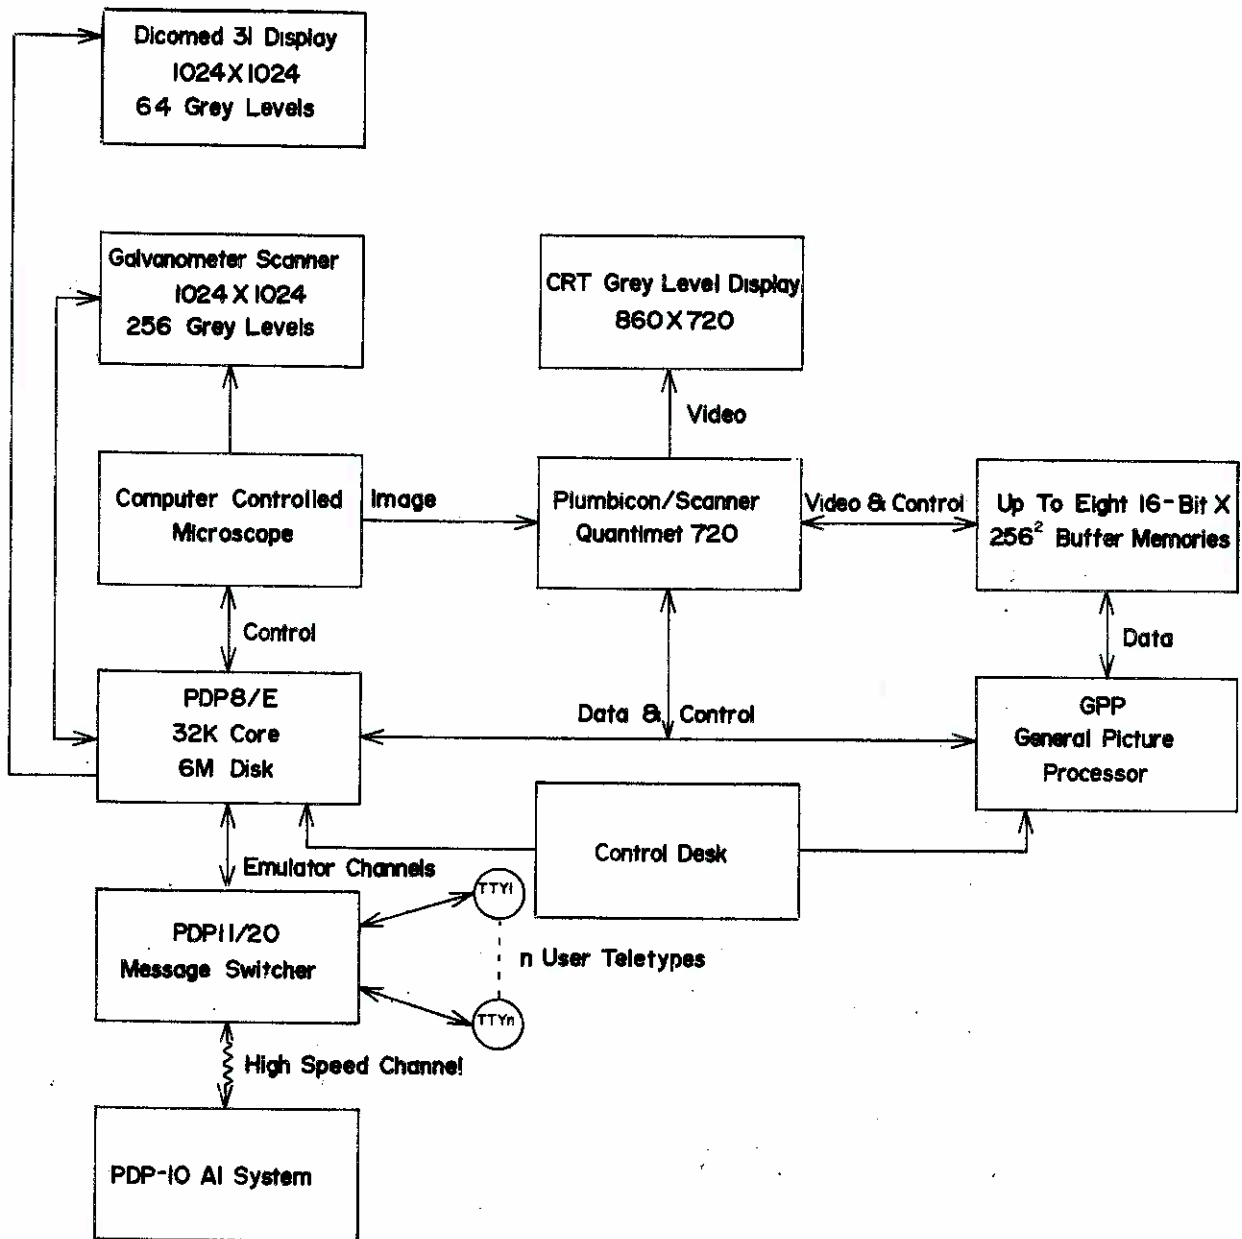 Dicomed 31 Display
1024X1024
64 Grey Levels
Galvanometer Scanner
1024 X 1024
256 Grey Levels
CRT Grey Level Display
860X720
Video
Computer Controlled
Microscope
Image
Plumbicon/Scanner
Quantimet 720
Video & Control
Up To Eight 16-Bit X
256² Buffer Memories
Control
Data
PDP8/E
32K Core
6M Disk
Data & Control
GPP
General Picture
Processor
Control Desk
Emulator Channels
TTY1
PDP11/20
Message Switcher
n User Teletypes
TTYn
High Speed Channel
PDP-10 AI System